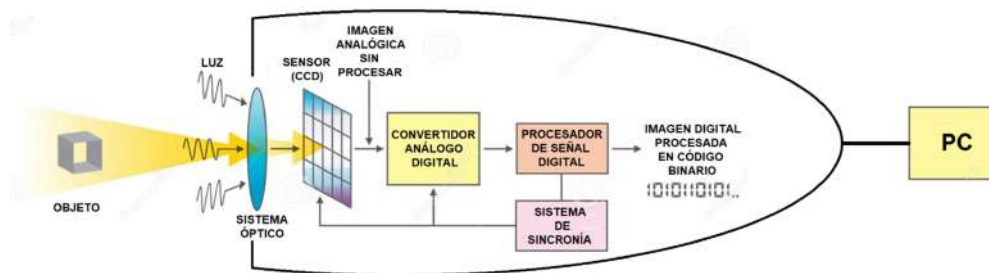 OBJETO
LUZ
SISTEMA
ÓPTICO
SENSOR
(CCD)
IMAGEN
ANALÓGICA
SIN
PROCESAR
CONVERTIDOR
ANÁLOGO
DIGITAL
PROCESADOR
DE SEÑAL
DIGITAL
SISTEMA
DE
SINCRONÍA
IMAGEN DIGITAL
PROCESADA
EN CÓDIGO
BINARIO
1010110101..
PC